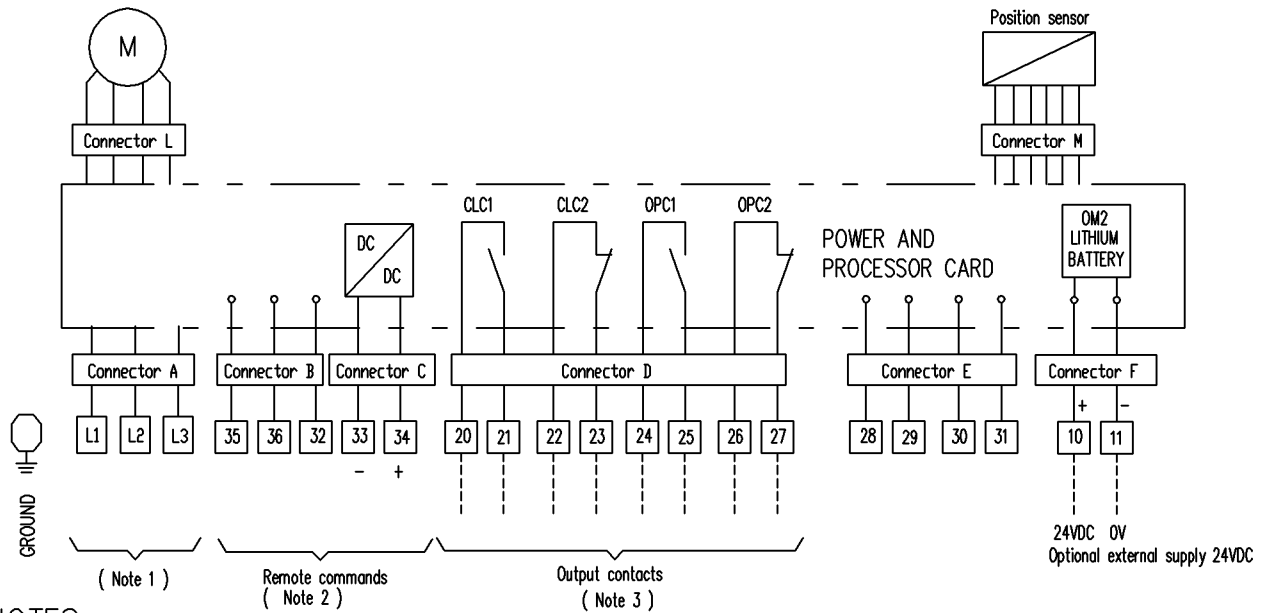 M
Position sensor
Connector L
Connector M
CLC1 CLC2 OPC1 OPC2
DC
DC
POWER AND
PROCESSOR CARD
OM2
LITHIUM
BATTERY
Connector A Connector B Connector C Connector D Connector E Connector F
+ -
L1 L2 L3 35 36 32 33 34 20 21 22 23 24 25 26 27 28 29 30 31 10 11
- +
GROUND
24VDC 0V
Optional external supply 24VDC
( Note 1 )
Remote commands
( Note 2 )
Output contacts
( Note 3 )